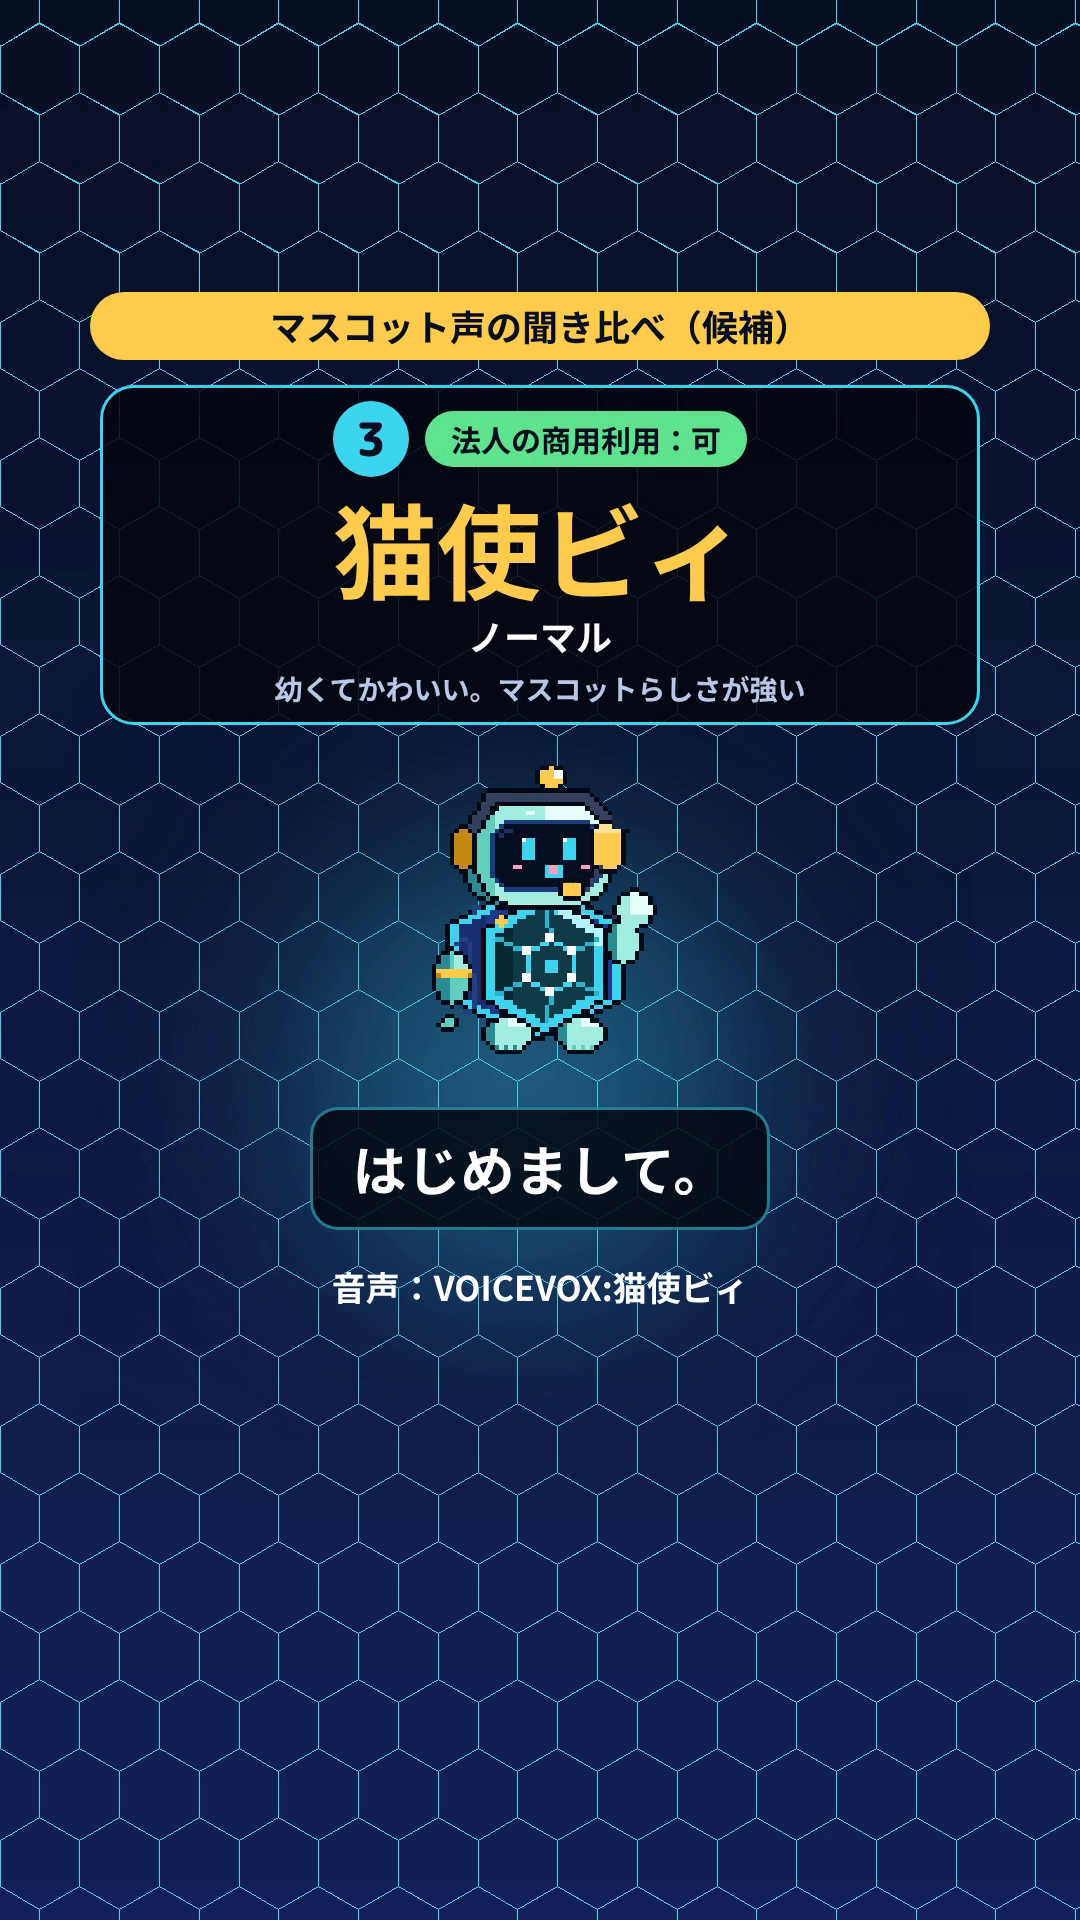 マスコット声の聞き比べ（候補）
3 法人の商用利用：可
猫使ビィ
ノーマル
幼くてかわいい。マスコットらしさが強い
はじめまして。
音声：VOICEVOX:猫使ビィ